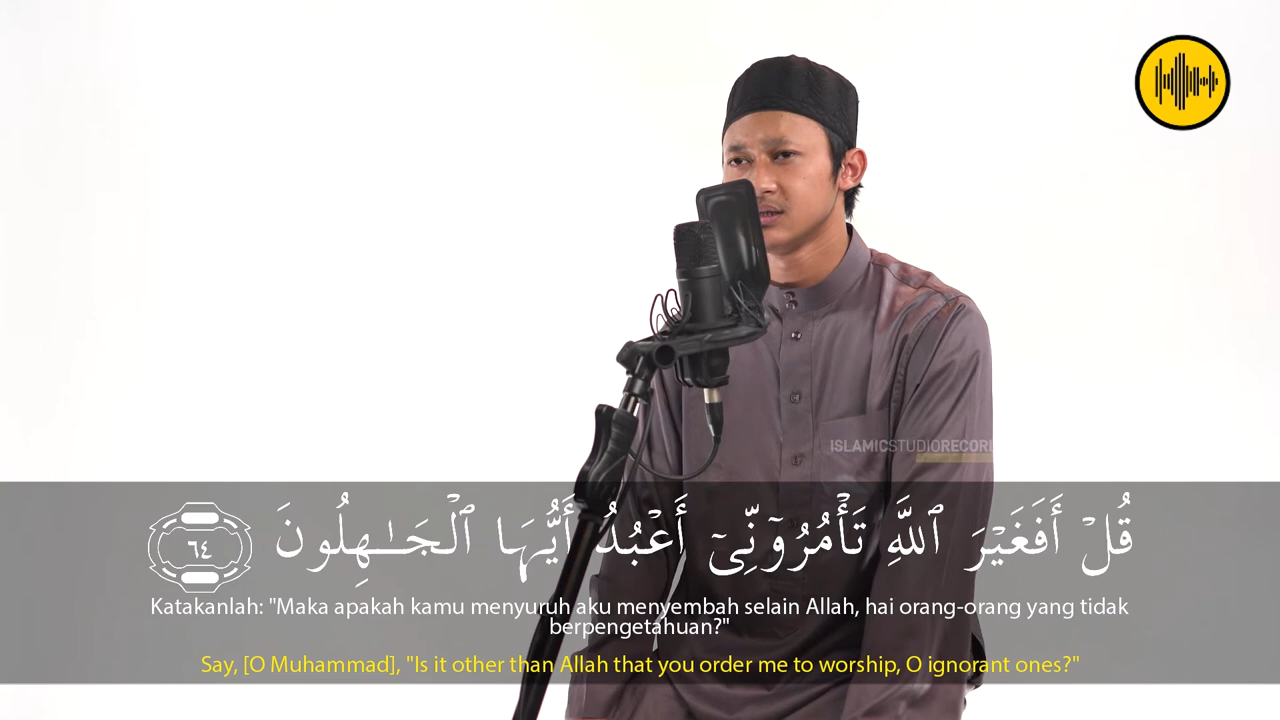 ISLAMICSTUDIORECORI
قُلْ أَفَغَيْرَ ٱللَّهِ تَأْمُرُوٓنِّىٓ أَعْبُدُ أَيُّهَا ٱلْجَـٰهِلُونَ ٦٤
Katakanlah: "Maka apakah kamu menyuruh aku menyembah selain Allah, hai orang-orang yang tidak
berpengetahuan?"
Say, [O Muhammad], "Is it other than Allah that you order me to worship, O ignorant ones?"